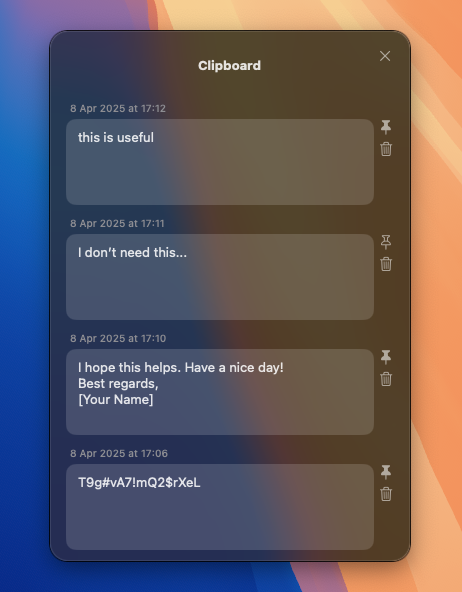 Clipboard
8 Apr 2025 at 17:12
this is useful
8 Apr 2025 at 17:11
I don’t need this...
8 Apr 2025 at 17:10
I hope this helps. Have a nice day!
Best regards,
[Your Name]
8 Apr 2025 at 17:06
T9g#vA7!mQ2$rXeL